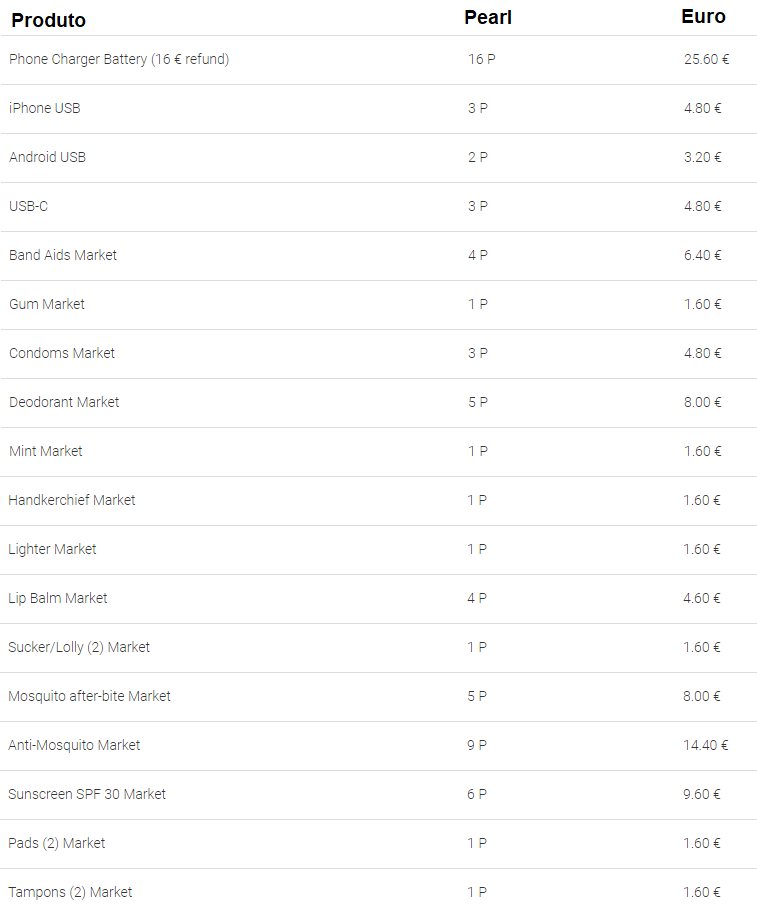 Produto Pearl Euro
Phone Charger Battery (16 € refund) 16 P 25.60 €
iPhone USB 3 P 4.80 €
Android USB 2 P 3.20 €
USB-C 3 P 4.80 €
Band Aids Market 4 P 6.40 €
Gum Market 1 P 1.60 €
Condoms Market 3 P 4.80 €
Deodorant Market 5 P 8.00 €
Mint Market 1 P 1.60 €
Handkerchief Market 1 P 1.60 €
Lighter Market 1 P 1.60 €
Lip Balm Market 4 P 4.60 €
Sucker/Lolly (2) Market 1 P 1.60 €
Mosquito after-bite Market 5 P 8.00 €
Anti-Mosquito Market 9 P 14.40 €
Sunscreen SPF 30 Market 6 P 9.60 €
Pads (2) Market 1 P 1.60 €
Tampons (2) Market 1 P 1.60 €